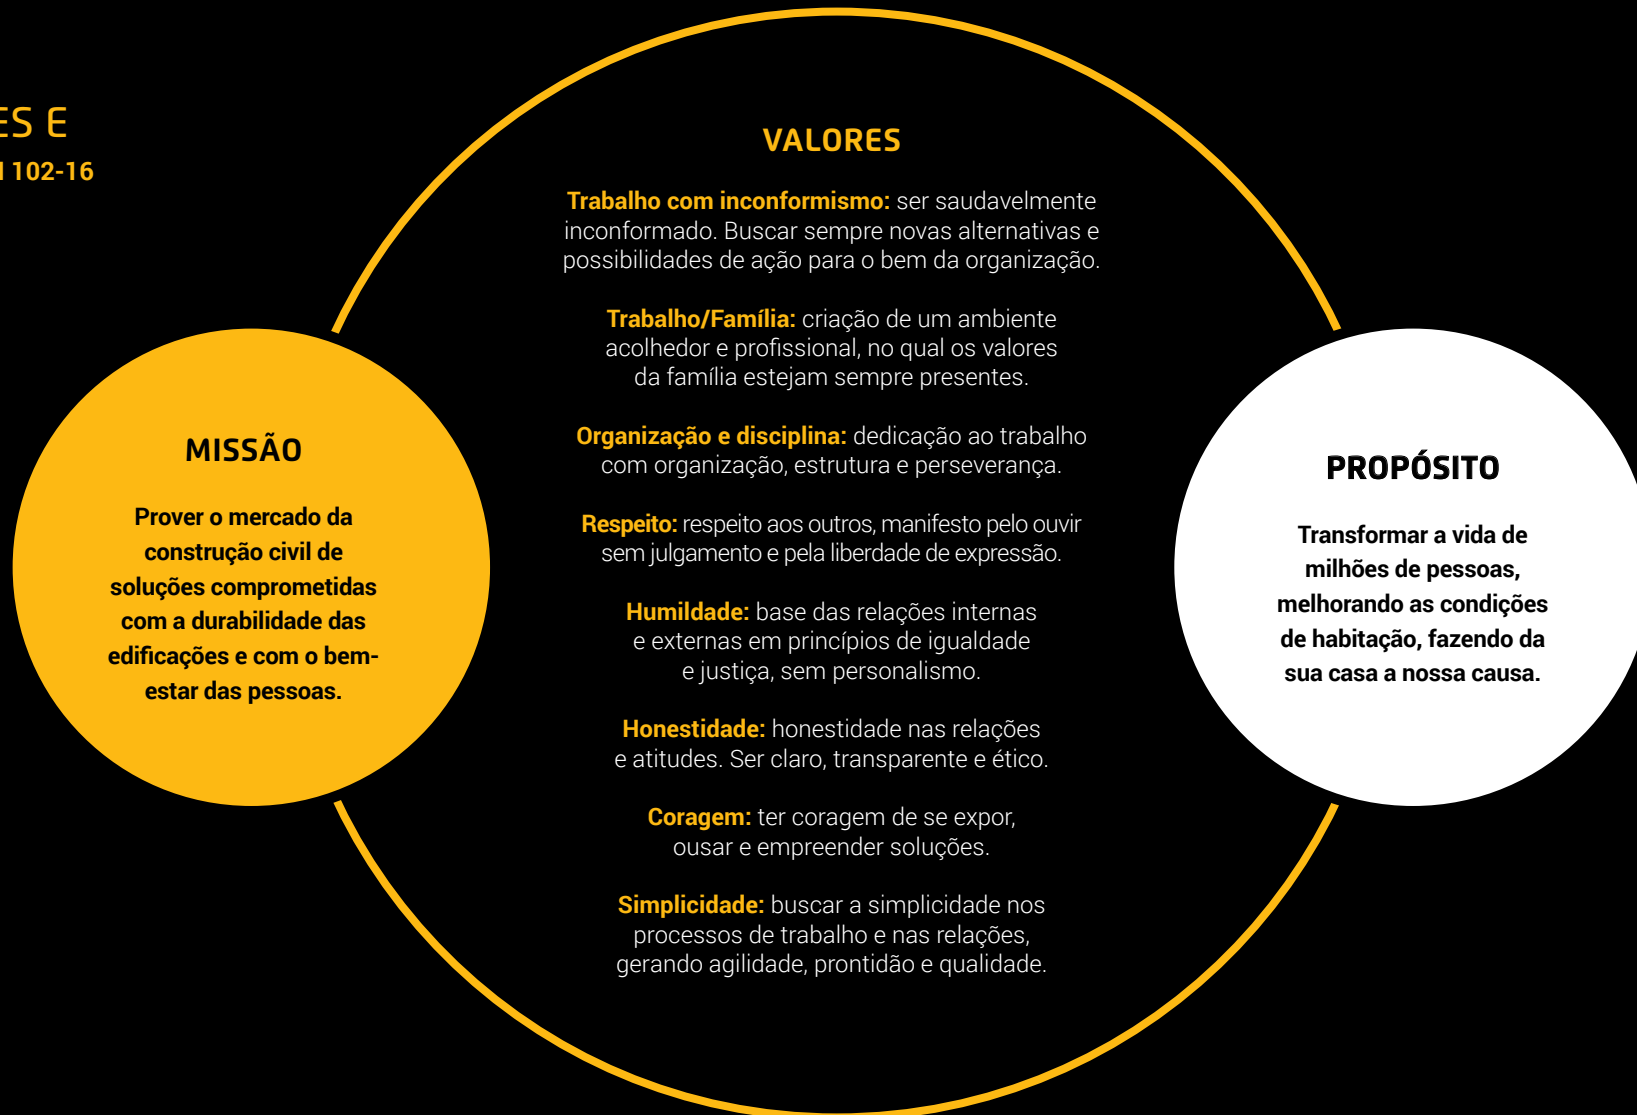 ES E
102-16
VALORES
Trabalho com inconformismo: ser saudavelmente
inconformado. Buscar sempre novas alternativas e
possibilidades de ação para o bem da organização.
Trabalho/Família: criação de um ambiente
acolhedor e profissional, no qual os valores
da família estejam sempre presentes.
Organização e disciplina: dedicação ao trabalho
com organização, estrutura e perseverança.
Respeito: respeito aos outros, manifesto pelo ouvir
sem julgamento e pela liberdade de expressão.
Humildade: base das relações internas
e externas em princípios de igualdade
e justiça, sem personalismo.
Honestidade: honestidade nas relações
e atitudes. Ser claro, transparente e ético.
Coragem: ter coragem de se expor,
ousar e empreender soluções.
Simplicidade: buscar a simplicidade nos
processos de trabalho e nas relações,
gerando agilidade, prontidão e qualidade.
MISSÃO
Prover o mercado da
construção civil de
soluções comprometidas
com a durabilidade das
edificações e com o bem-
estar das pessoas.
PROPÓSITO
Transformar a vida de
milhões de pessoas,
melhorando as condições
de habitação, fazendo da
sua casa a nossa causa.